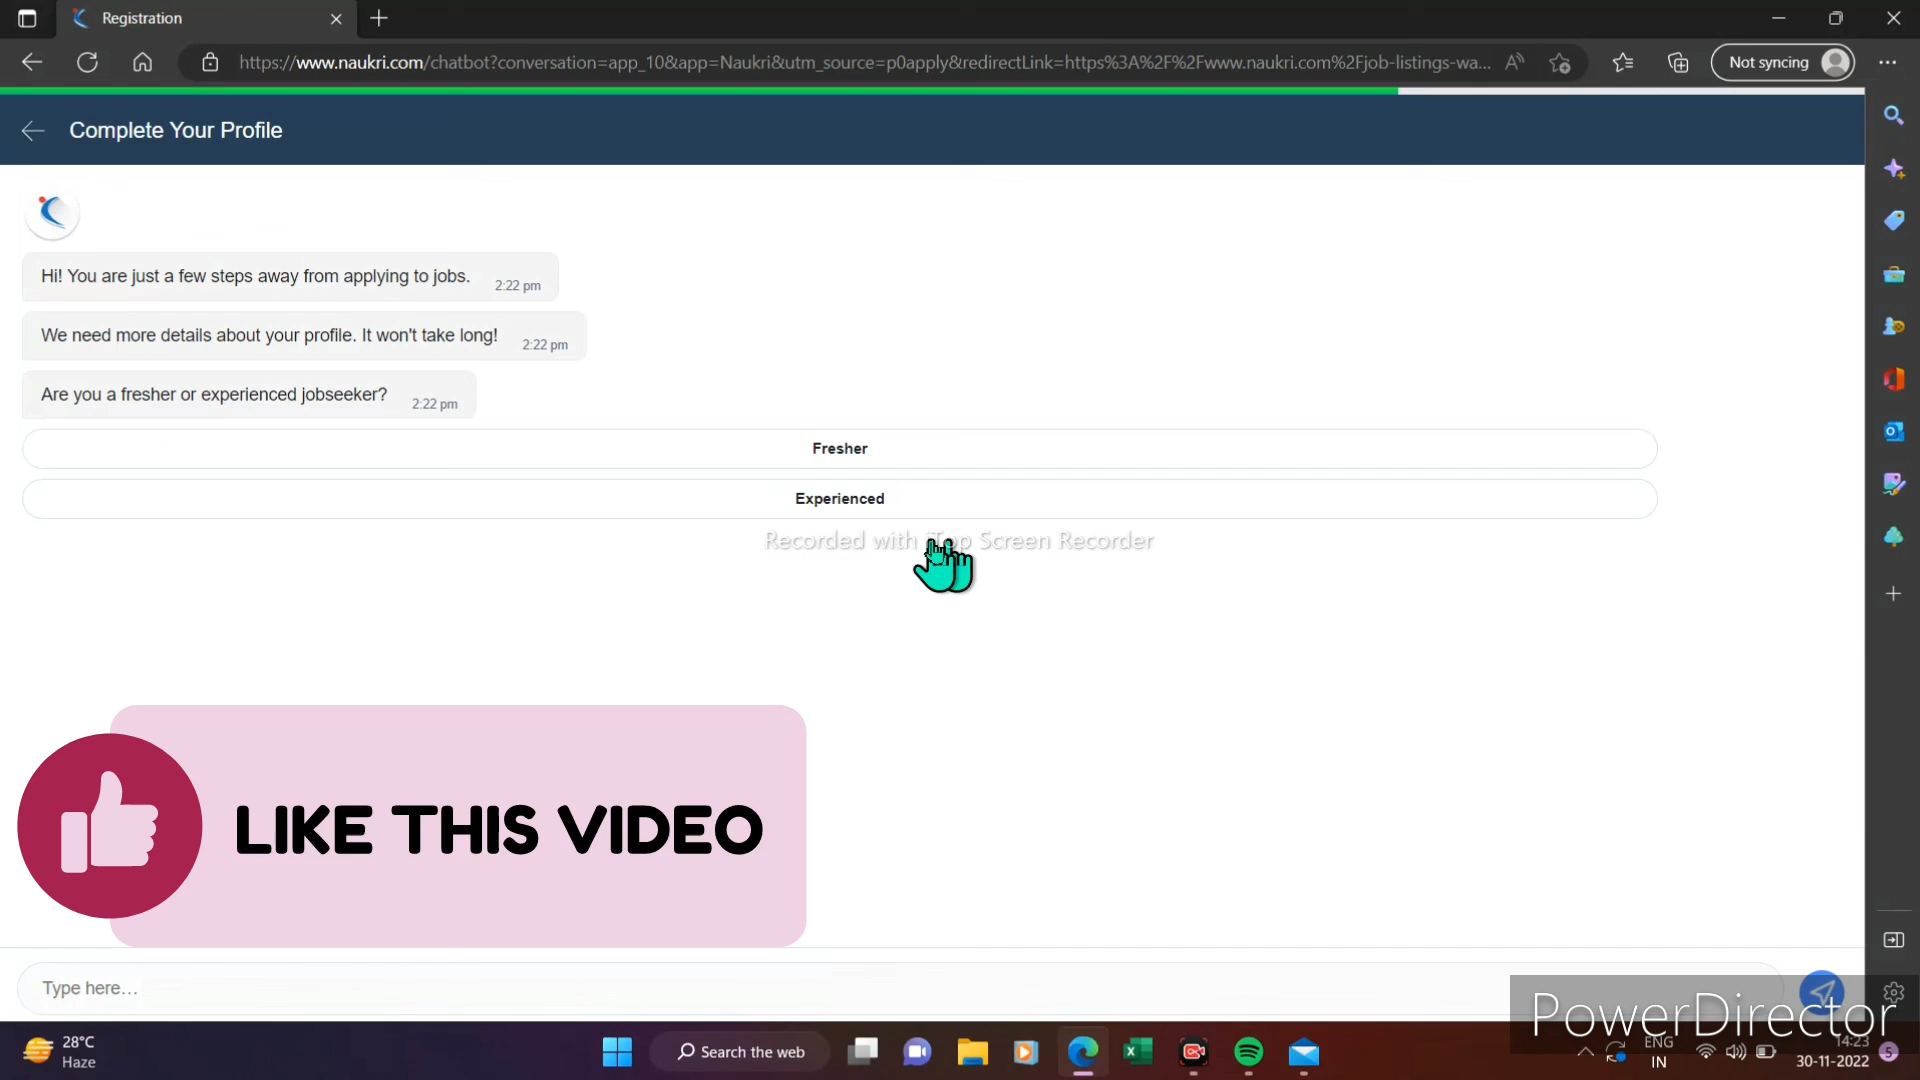 Registration
https://www.naukri.com/chatbot?conversation=app_10&app=Naukri&utm_source=p0apply&redirectLink=https%3A%2F%2Fwww.naukri.com%2Fjob-listings-wa...
Not syncing
Complete Your Profile
Hi! You are just a few steps away from applying to jobs. 2:22 pm
We need more details about your profile. It won't take long! 2:22 pm
Are you a fresher or experienced jobseeker? 2:22 pm
Fresher
Experienced
Recorded with iTop Screen Recorder
LIKE THIS VIDEO
Type here...
PowerDirector
28°C
Haze
Search the web
ENG
IN
14:23
30-11-2022
5